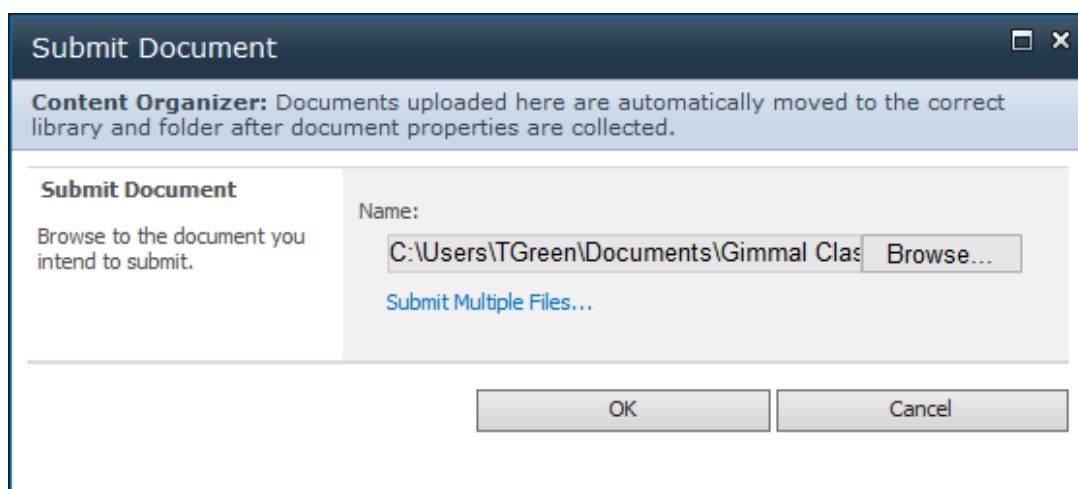 Submit Document
Content Organizer: Documents uploaded here are automatically moved to the correct
library and folder after document properties are collected.
Submit Document
Browse to the document you
intend to submit.
Name:
C:\Users\TGreen\Documents\Gimmal Clas
Browse...
Submit Multiple Files...
OK
Cancel